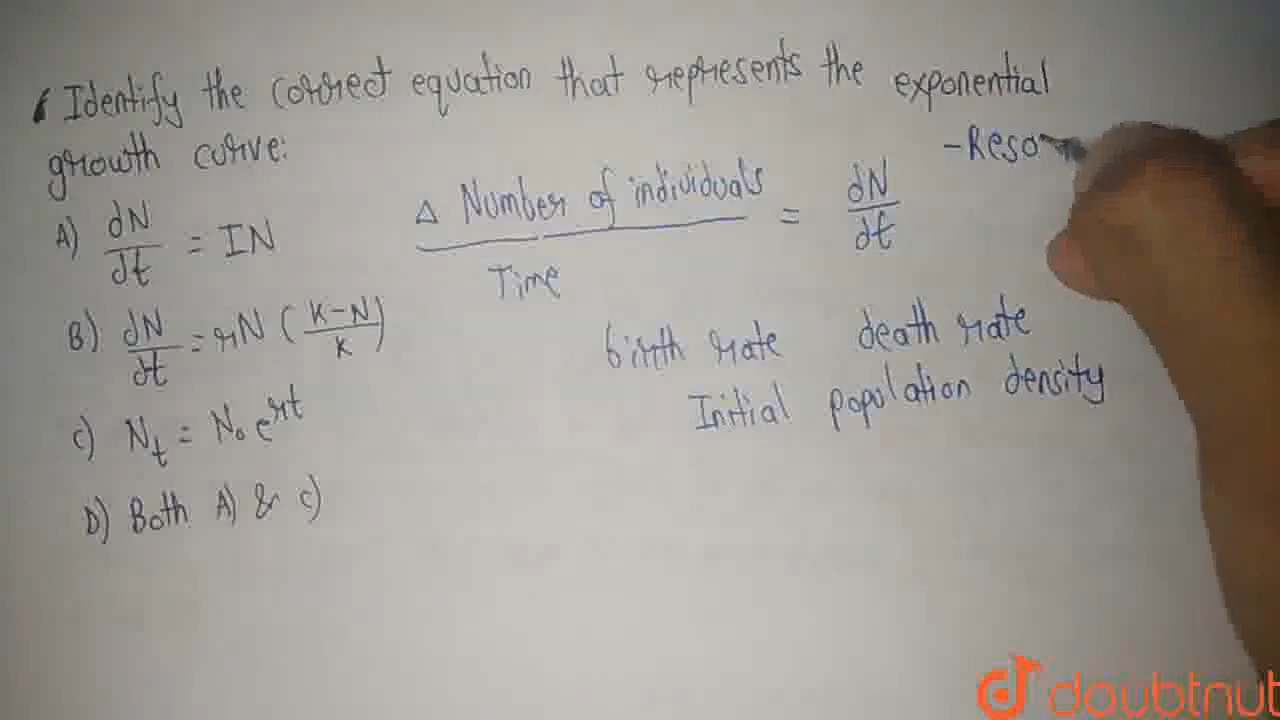 Identify the correct equation that represents the exponential
growth curve:
-Reso
A) dN/dt = IN
Δ Number of individuals / Time = dN/dt
B) dN/dt = rN (K-N/K)
birth rate death rate
Initial population density
C) Nt = N₀ e^rt
D) Both A) & C)
doubtnut